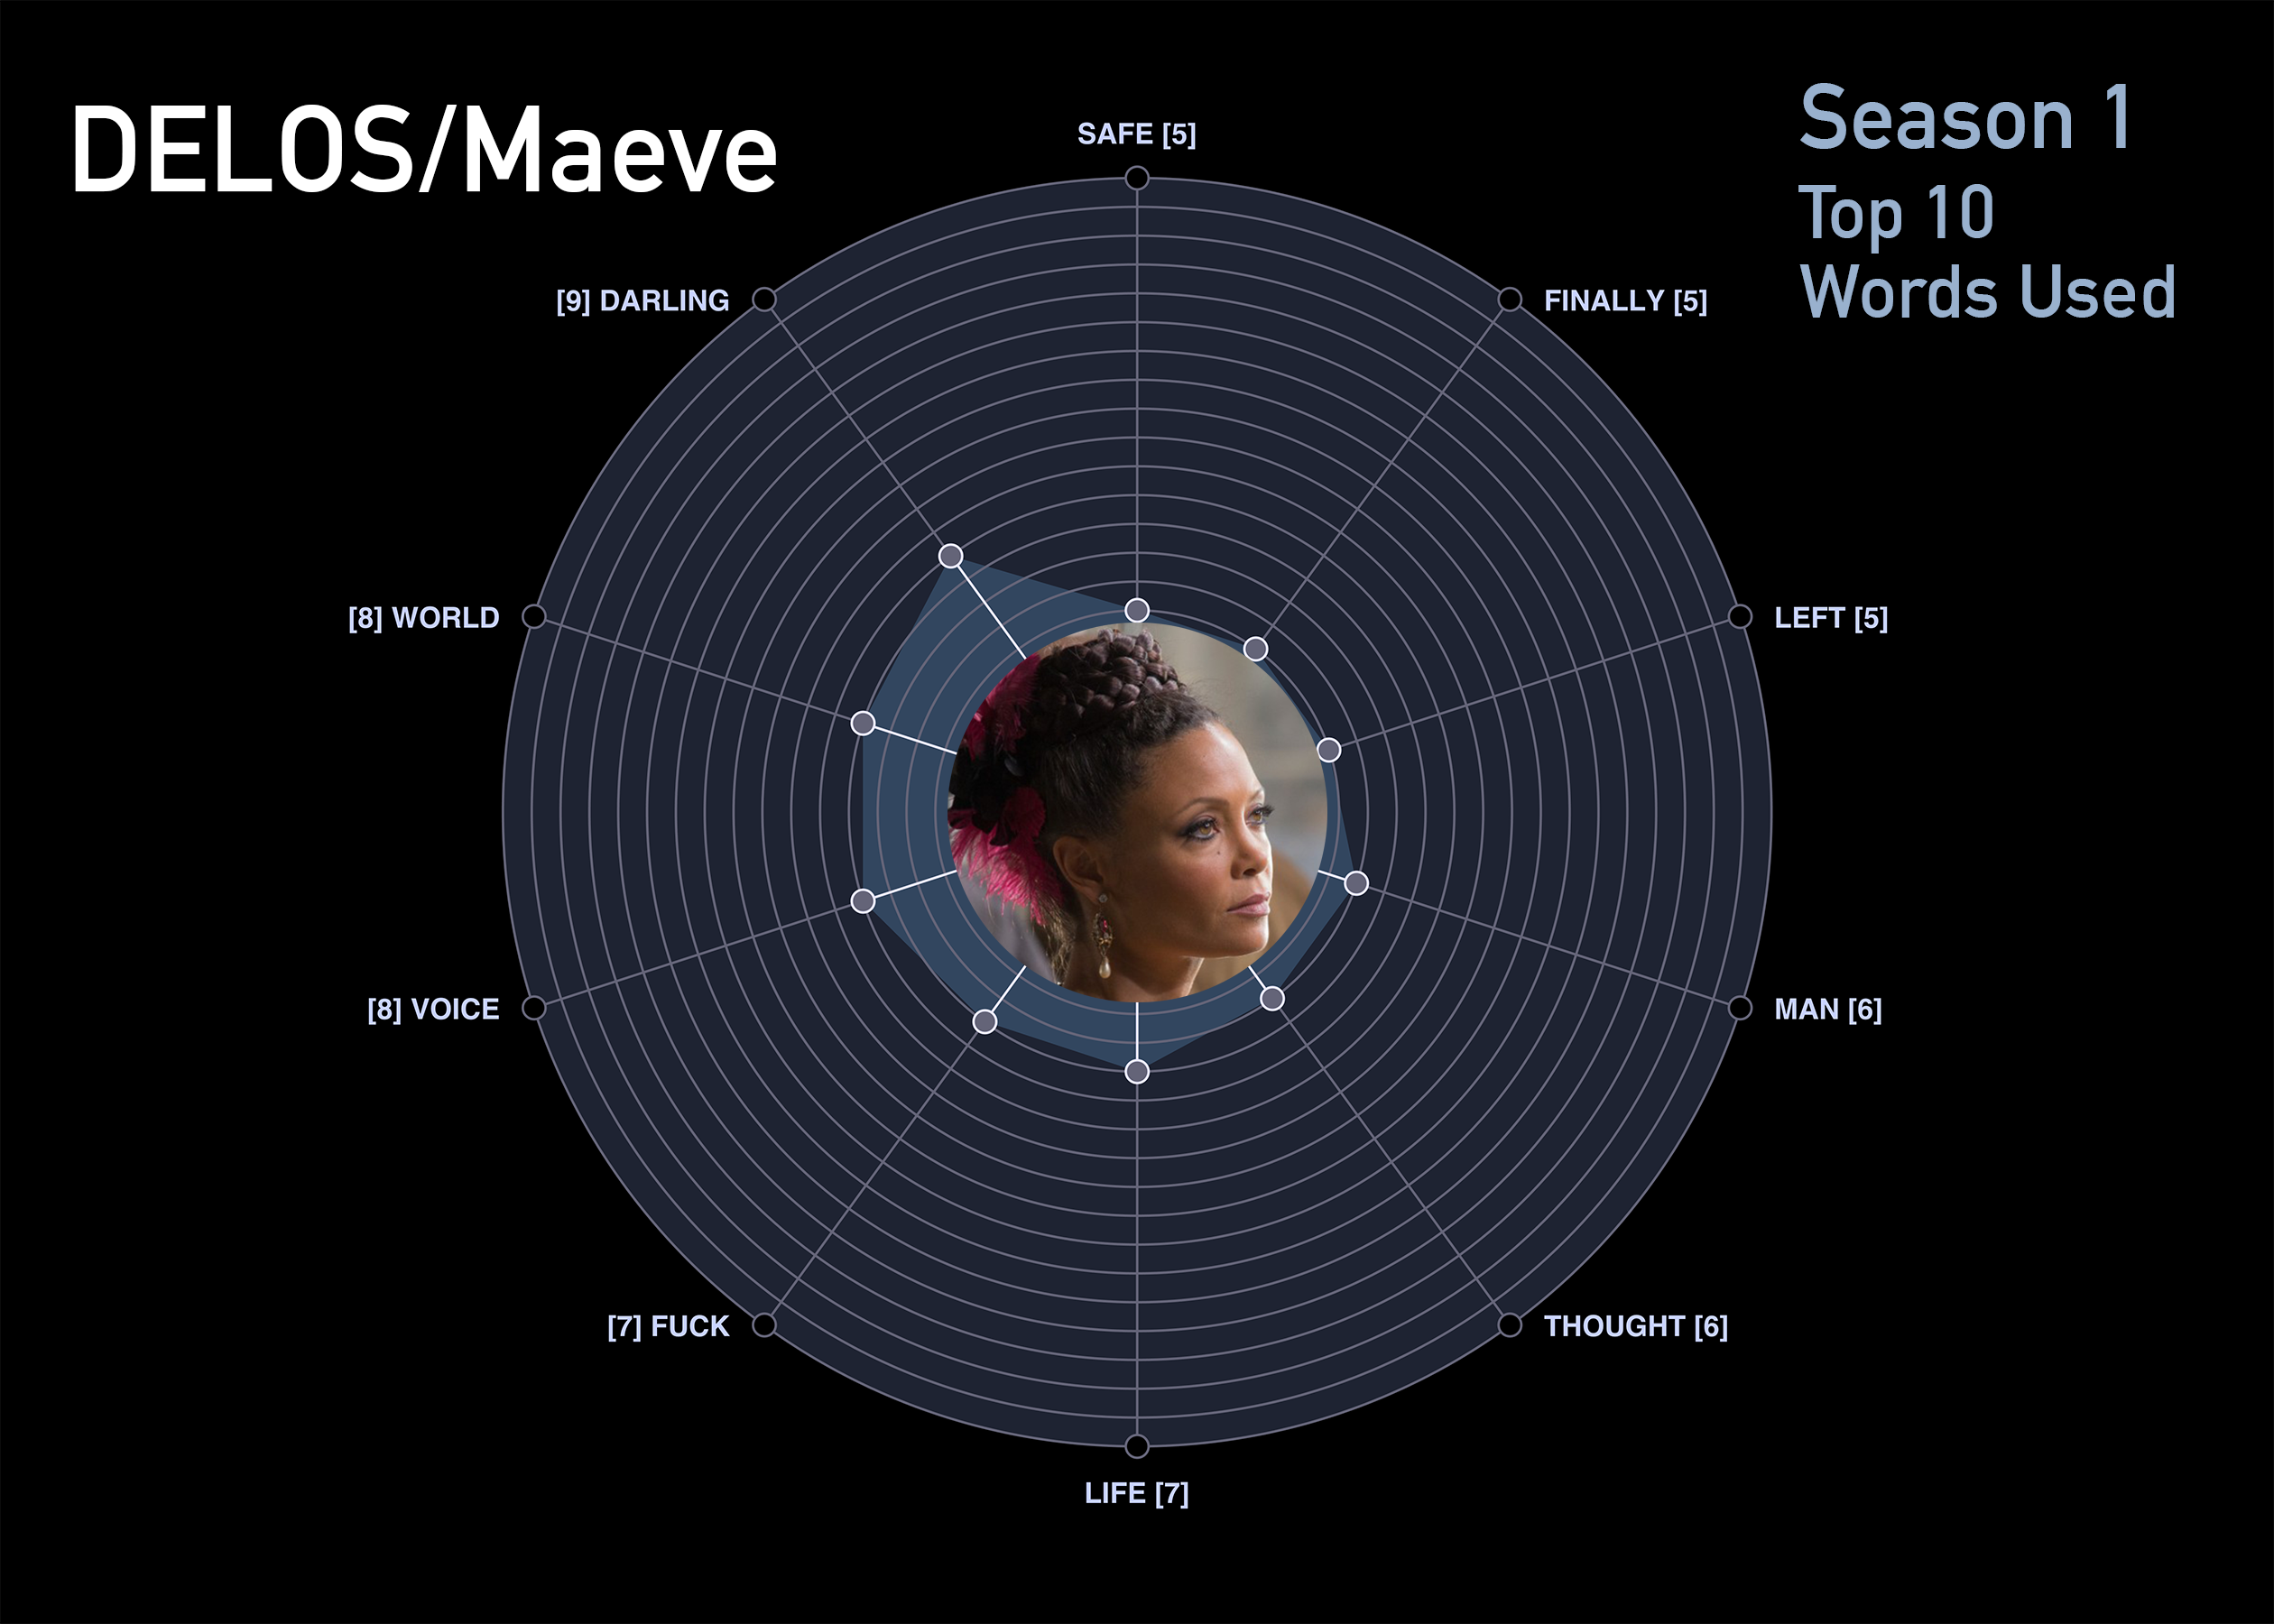 DELOS/Maeve
Season 1
Top 10
Words Used
SAFE [5]
[9] DARLING
FINALLY [5]
[8] WORLD
LEFT [5]
[8] VOICE
MAN [6]
[7] FUCK
THOUGHT [6]
LIFE [7]